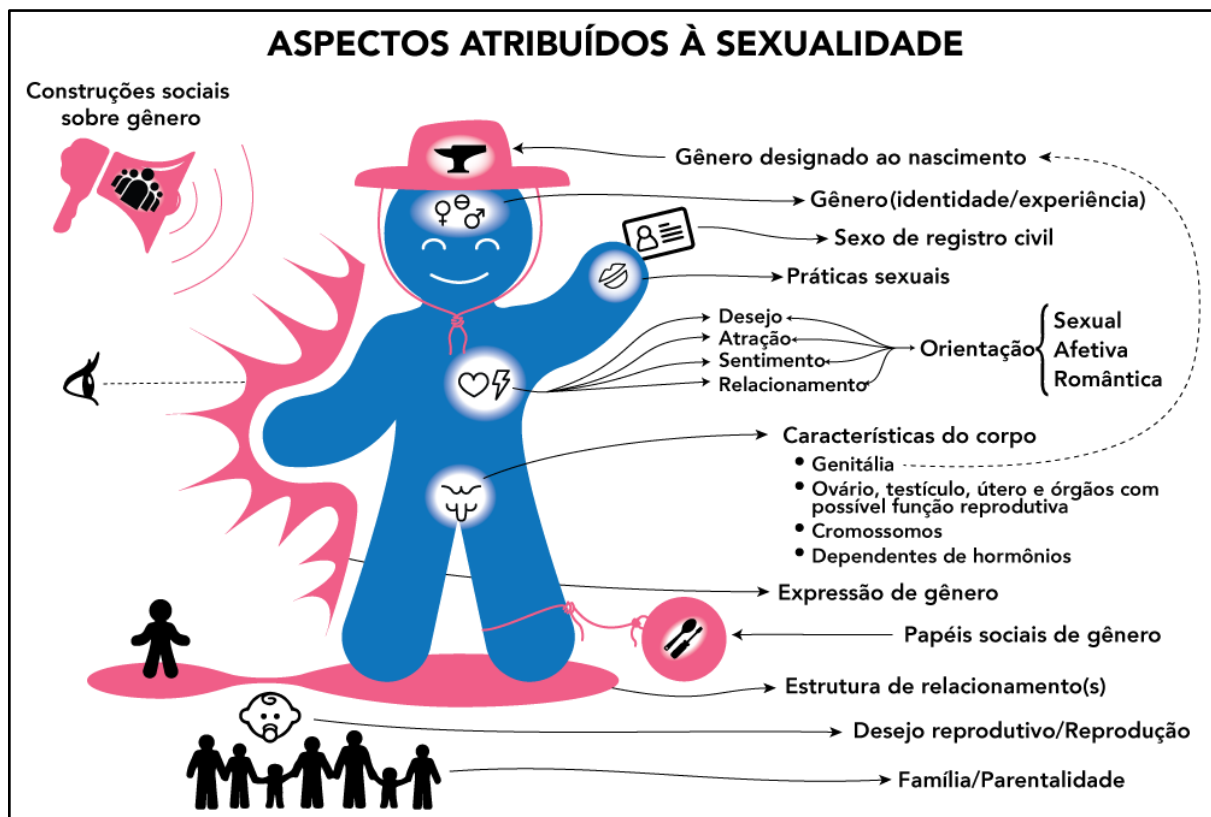 ASPECTOS ATRIBUÍDOS À SEXUALIDADE
Construções sociais
sobre gênero
Gênero designado ao nascimento
Gênero(identidade/experiência)
Sexo de registro civil
Práticas sexuais
Desejo
Atração
Sentimento
Relacionamento
Orientação
Sexual
Afetiva
Romântica
Características do corpo
• Genitália
• Ovário, testículo, útero e órgãos com
possível função reprodutiva
• Cromossomos
• Dependentes de hormônios
Expressão de gênero
Papéis sociais de gênero
Estrutura de relacionamento(s)
Desejo reprodutivo/Reprodução
Família/Parentalidade